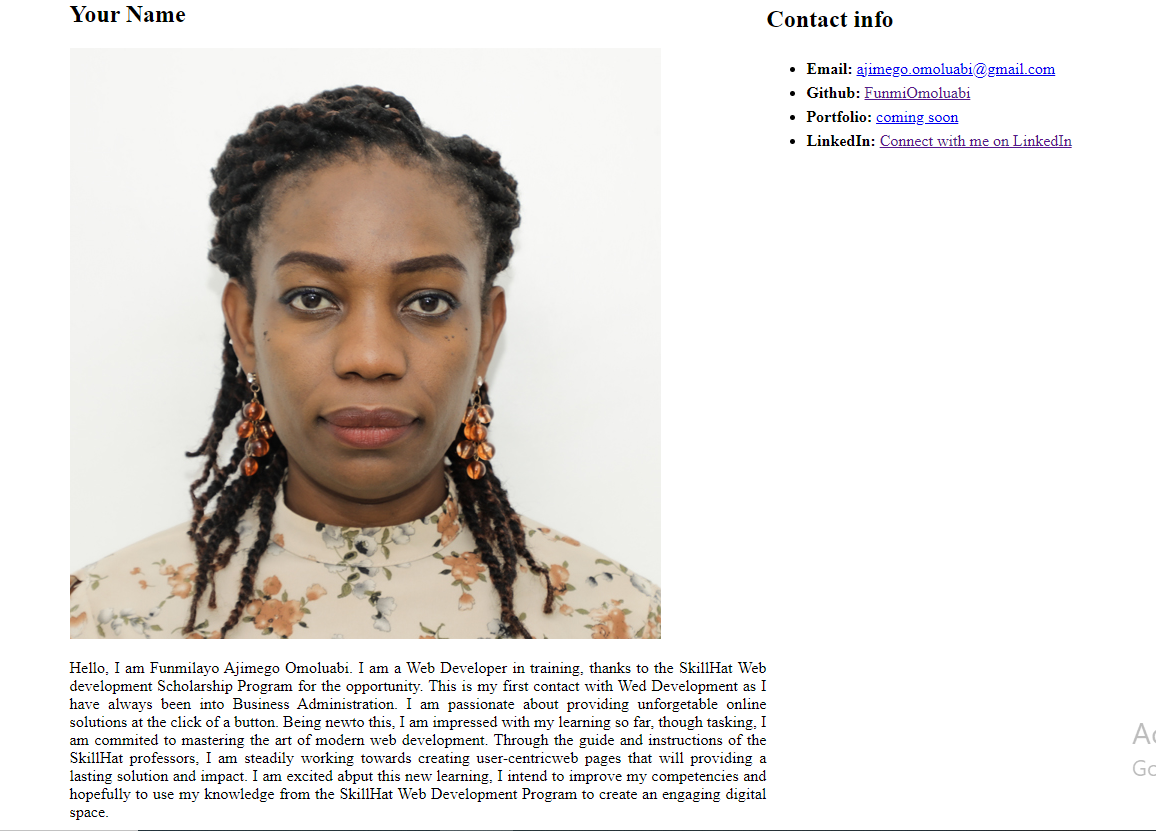 Your Name
Contact info
Email: ajimego.omoluabi@gmail.com
Github: FunmiOmoluabi
Portfolio: coming soon
LinkedIn: Connect with me on LinkedIn
Hello, I am Funmilayo Ajimego Omoluabi. I am a Web Developer in training, thanks to the SkillHat Web
development Scholarship Program for the opportunity. This is my first contact with Wed Development as I
have always been into Business Administration. I am passionate about providing unforgetable online
solutions at the click of a button. Being newto this, I am impressed with my learning so far, though tasking, I
am commited to mastering the art of modern web development. Through the guide and instructions of the
SkillHat professors, I am steadily working towards creating user-centricweb pages that will providing a
lasting solution and impact. I am excited abput this new learning, I intend to improve my competencies and
hopefully to use my knowledge from the SkillHat Web Development Program to create an engaging digital
space.